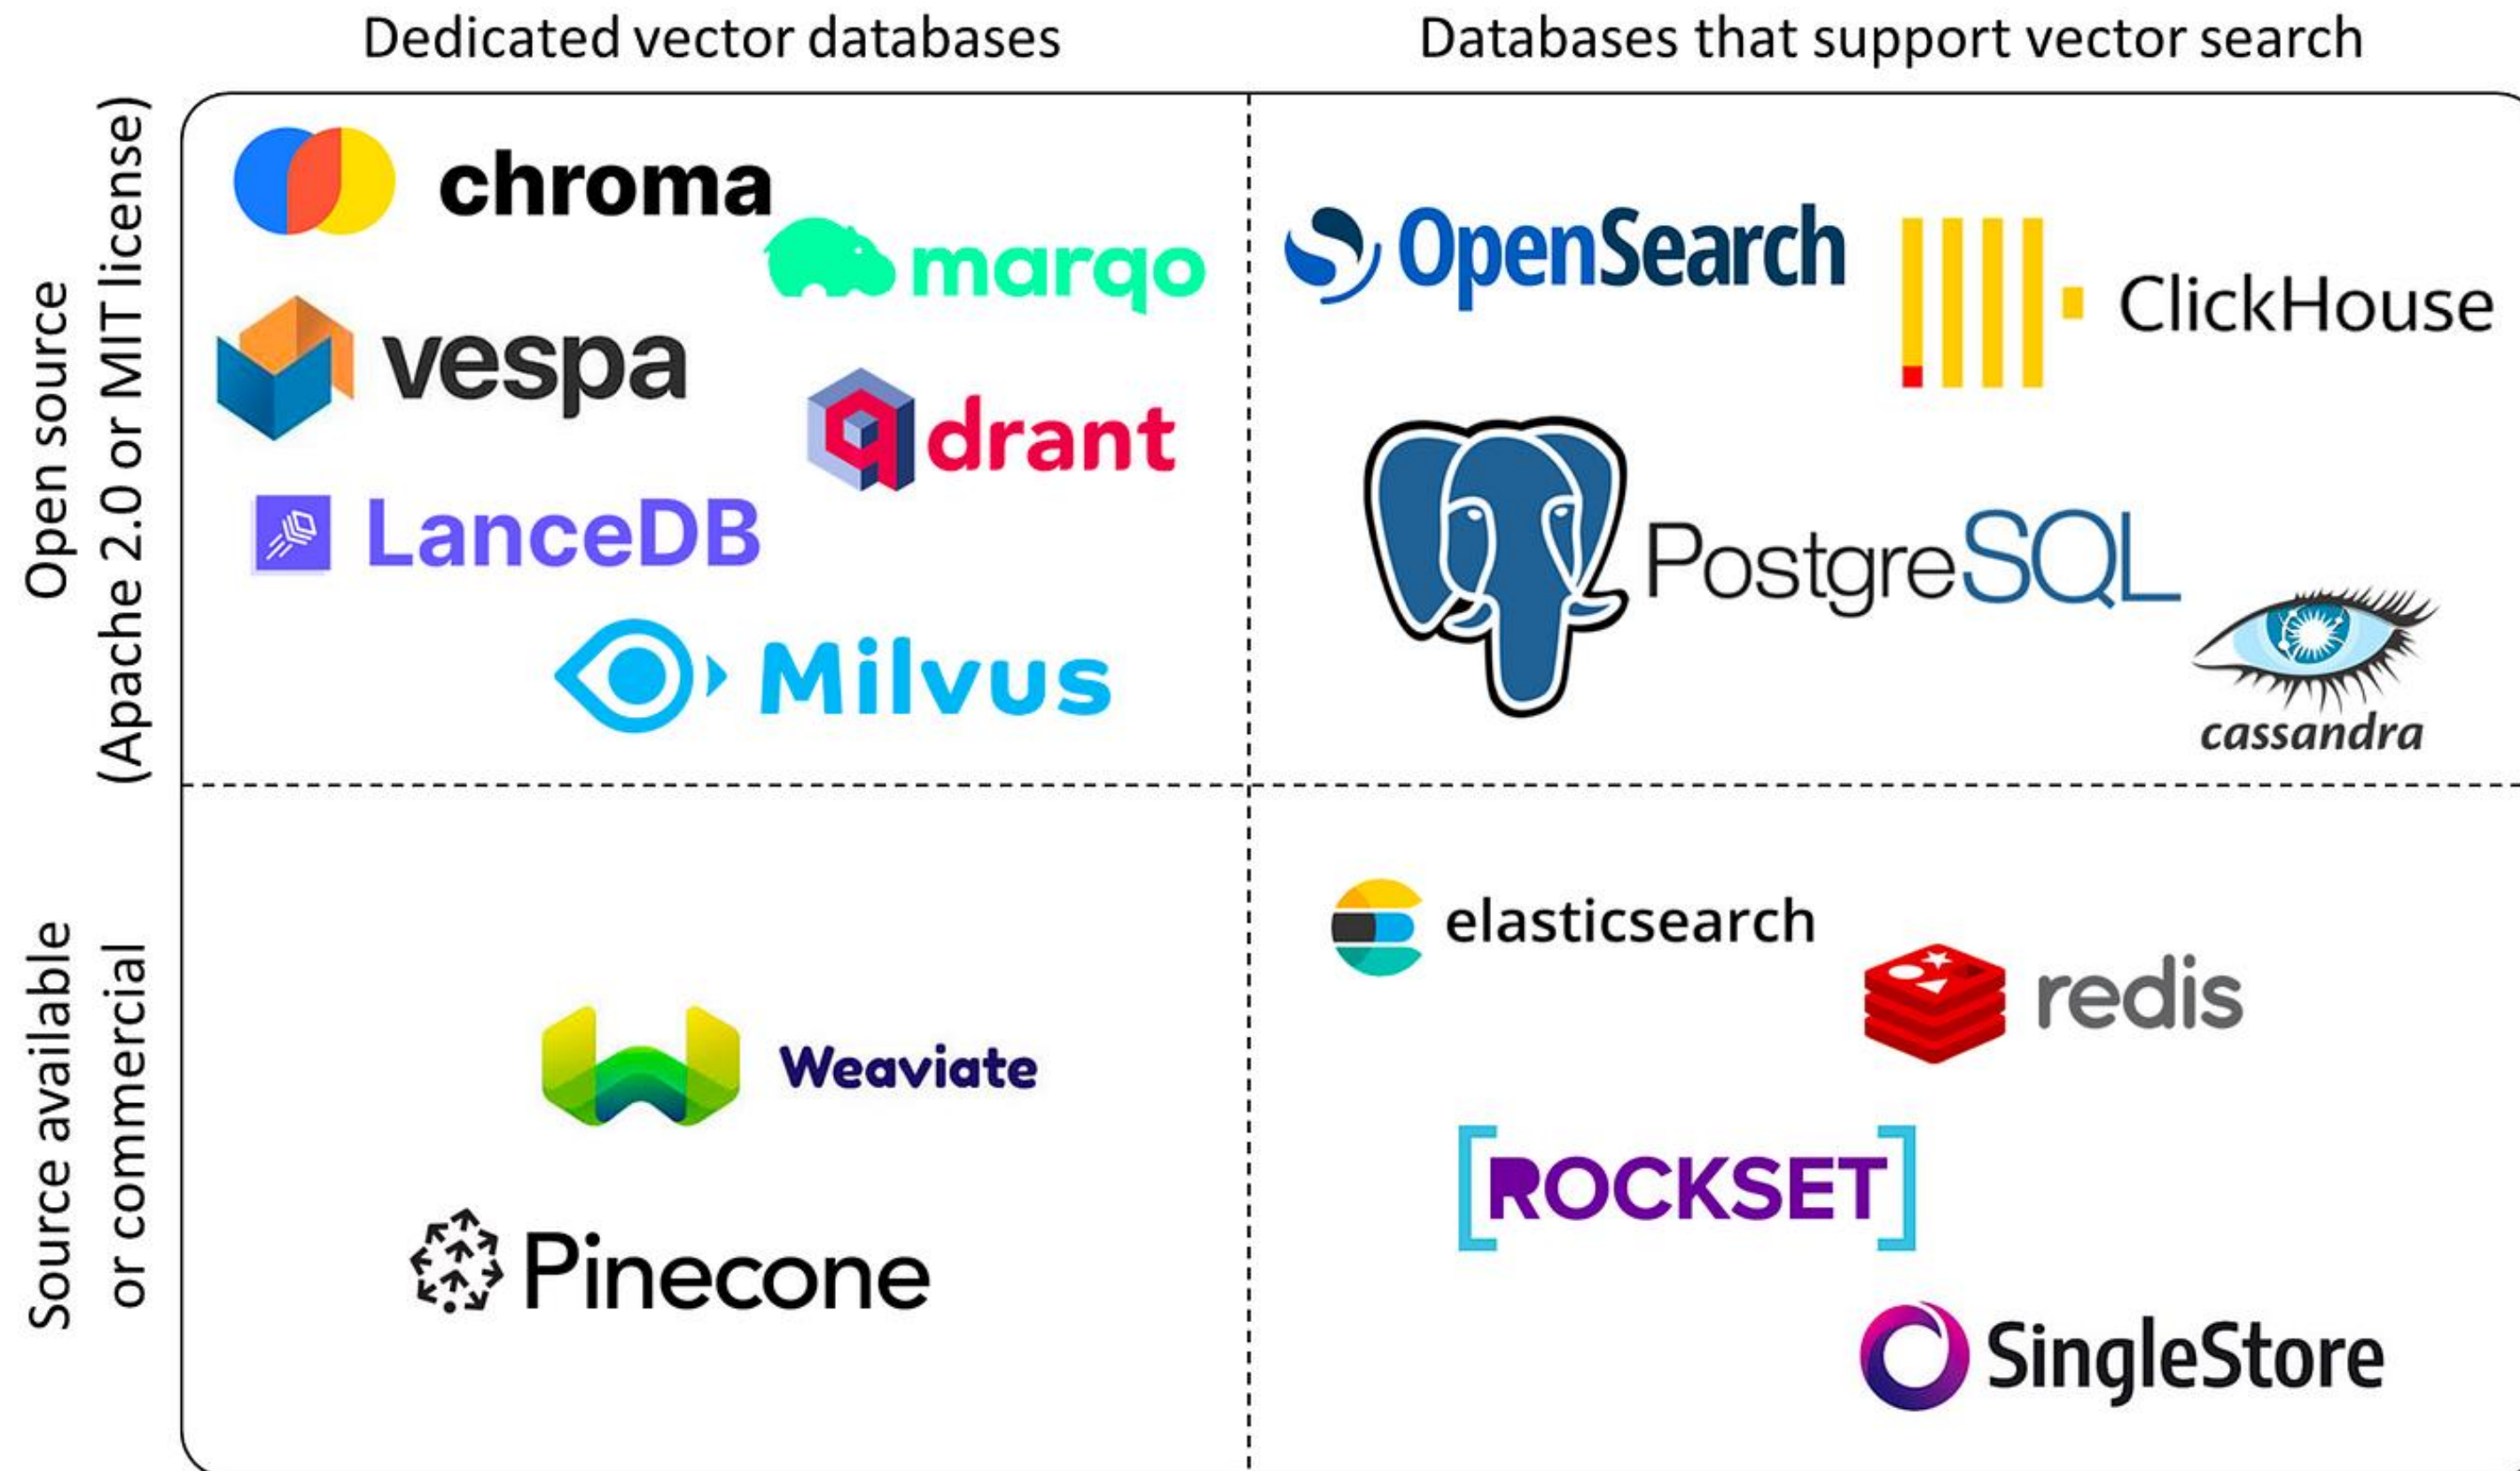 Dedicated vector databases
Databases that support vector search
Open source
(Apache 2.0 or MIT license)
chroma
marqo
vespa
qdrant
LanceDB
Milvus
OpenSearch
ClickHouse
PostgreSQL
cassandra
Source available
or commercial
Weaviate
Pinecone
elasticsearch
redis
[ROCKSET]
SingleStore